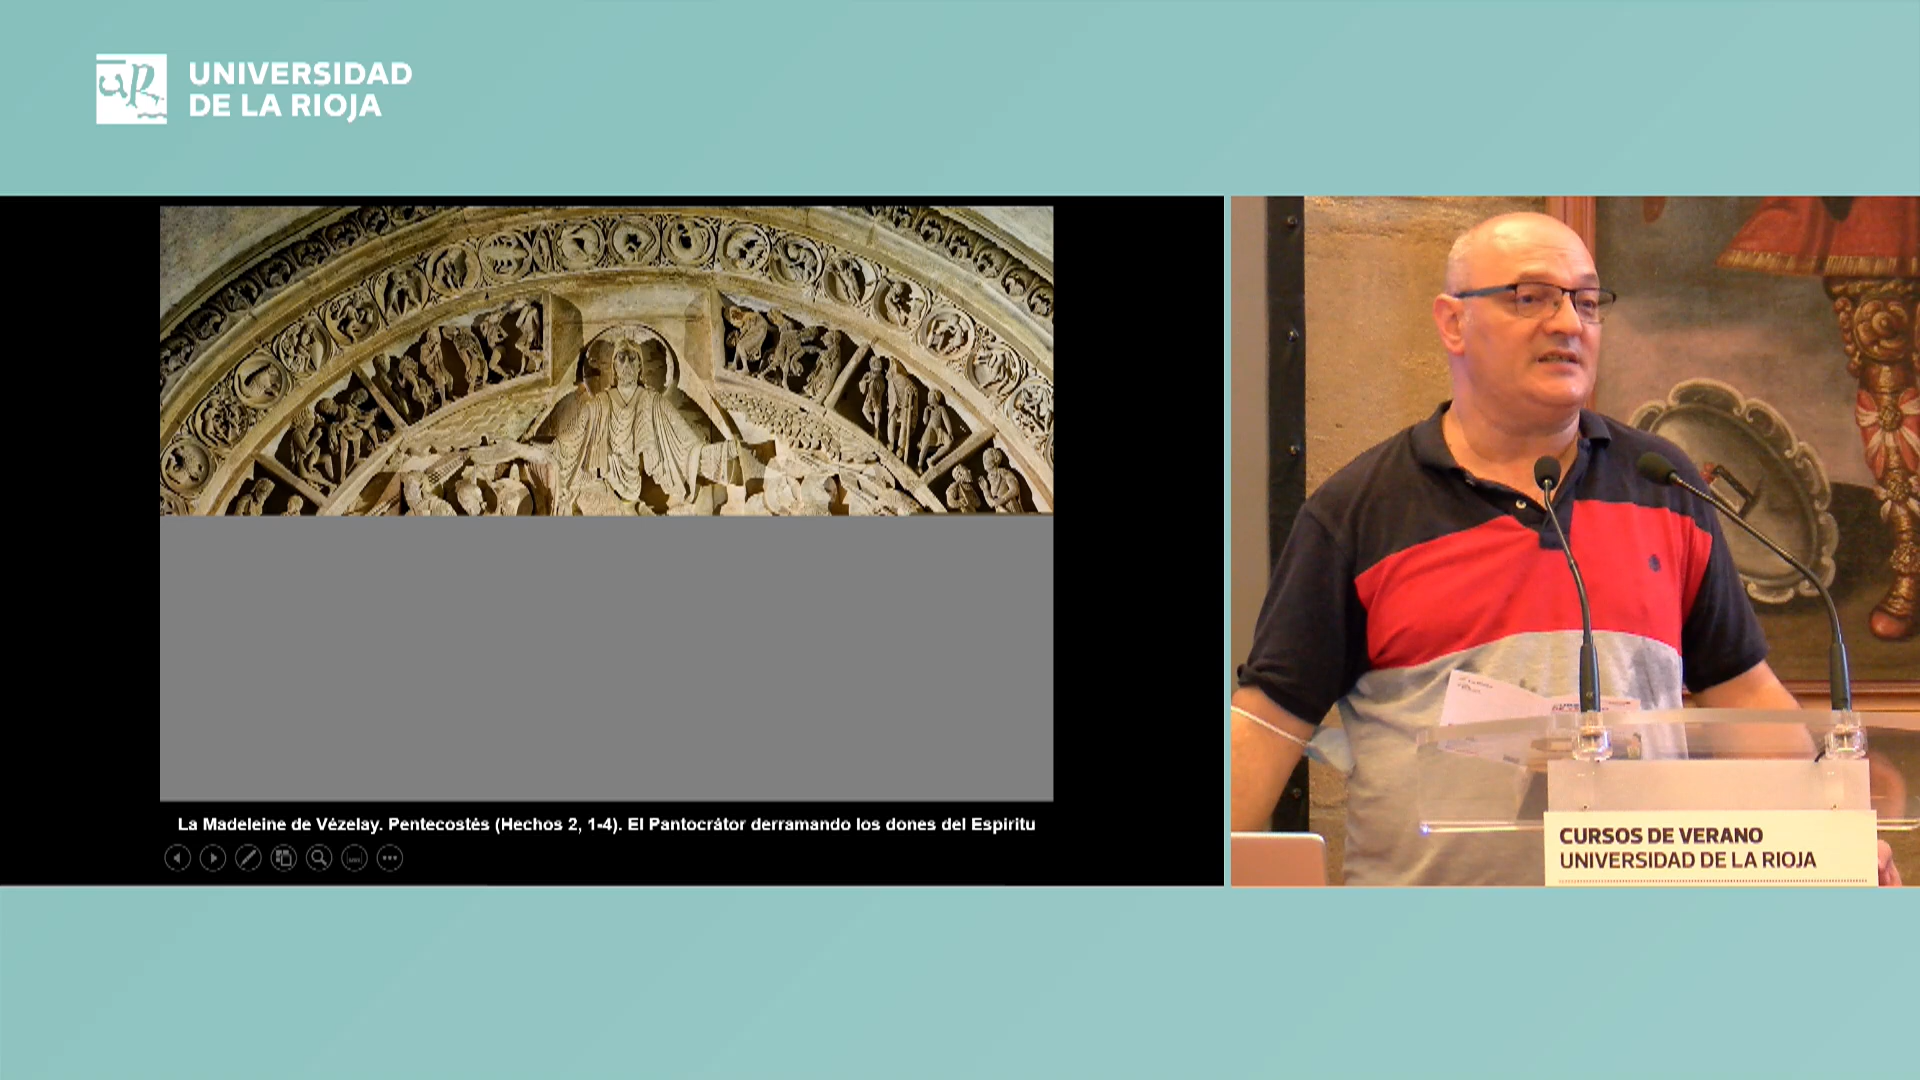 UNIVERSIDAD
DE LA RIOJA
La Madeleine de Vézelay. Pentecostés (Hechos 2, 1-4). El Pantocrátor derramando los dones del Espíritu
CURSOS DE VERANO
UNIVERSIDAD DE LA RIOJA